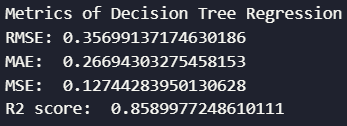 Metrics of Decision Tree Regression
RMSE: 0.35699137174630186
MAE:  0.26694303275458153
MSE:  0.12744283950130628
R2 score:  0.8589977248610111